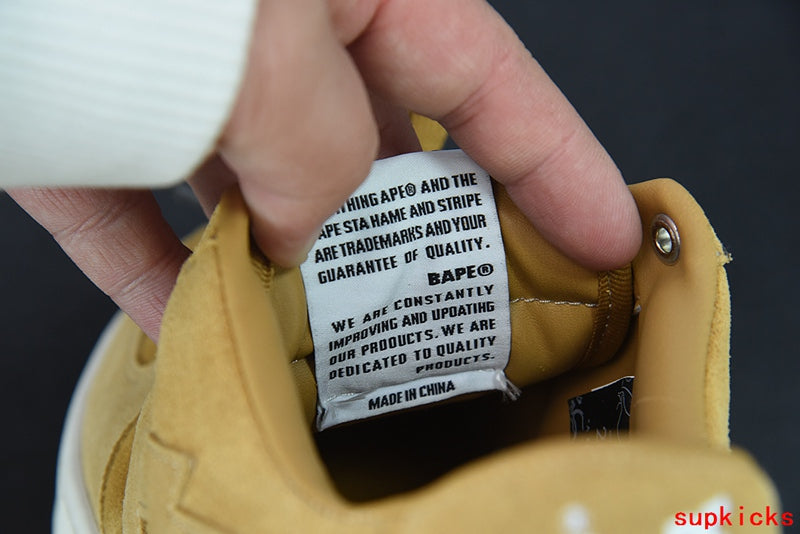 THING APE® AND THE
APE STA NAME AND STRIPE
ARE TRADEMARKS AND YOUR
GUARANTEE OF QUALITY.
BAPE®
WE ARE CONSTANTLY
IMPROVING AND UPDATING
OUR PRODUCTS. WE ARE
DEDICATED TO QUALITY
PRODUCTS.
MADE IN CHINA
supkicks